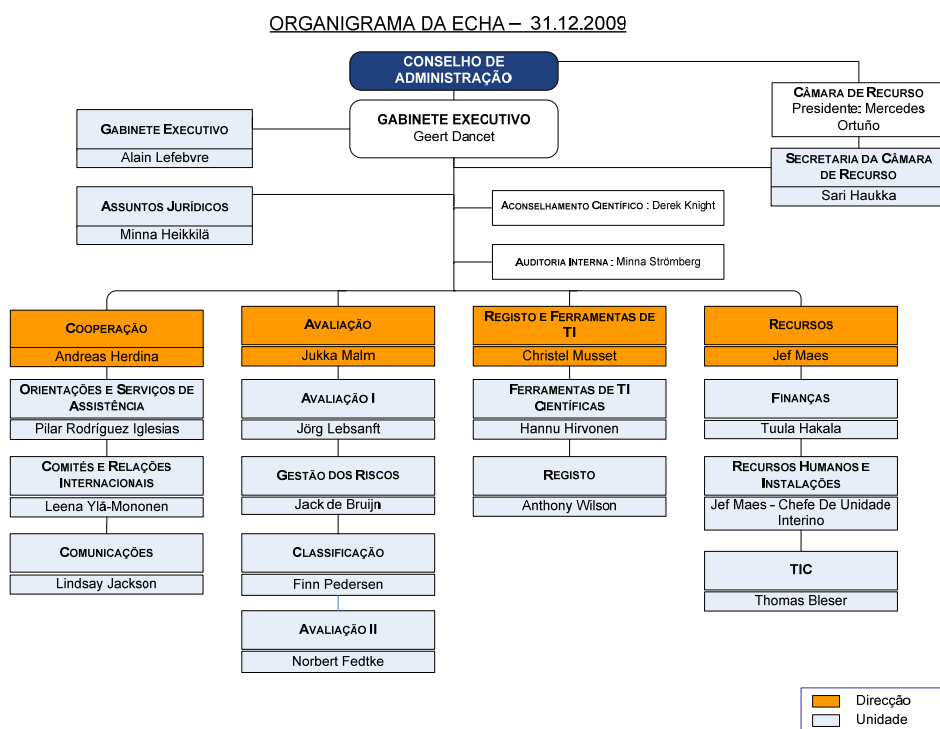 ORGANIGRAMA DA ECHA – 31.12.2009
CONSELHO DE
ADMINISTRAÇÃO
GABINETE EXECUTIVO
Geert Dancet
CÂMARA DE RECURSO
Presidente: Mercedes
Ortuño
GABINETE EXECUTIVO
Alain Lefebvre
SECRETARIA DA CÂMARA
DE RECURSO
Sari Haukka
ASSUNTOS JURÍDICOS
Minna Heikkilä
ACONSELHAMENTO CIENTÍFICO : Derek Knight
AUDITORIA INTERNA : Minna Strömberg
COOPERAÇÃO
Andreas Herdina
ORIENTAÇÕES E SERVIÇOS DE
ASSISTÊNCIA
Pilar Rodríguez Iglesias
COMITÉS E RELAÇÕES
INTERNACIONAIS
Leena Ylä-Mononen
COMUNICAÇÕES
Lindsay Jackson
AVALIAÇÃO
Jukka Malm
AVALIAÇÃO I
Jörg Lebsanft
GESTÃO DOS RISCOS
Jack de Bruijn
CLASSIFICAÇÃO
Finn Pedersen
AVALIAÇÃO II
Norbert Fedtke
REGISTO E FERRAMENTAS DE
TI
Christel Musset
FERRAMENTAS DE TI
CIENTÍFICAS
Hannu Hirvonen
REGISTO
Anthony Wilson
RECURSOS
Jef Maes
FINANÇAS
Tuula Hakala
RECURSOS HUMANOS E
INSTALAÇÕES
Jef Maes - Chefe De Unidade
Interino
TIC
Thomas Bleser
Direcção
Unidade